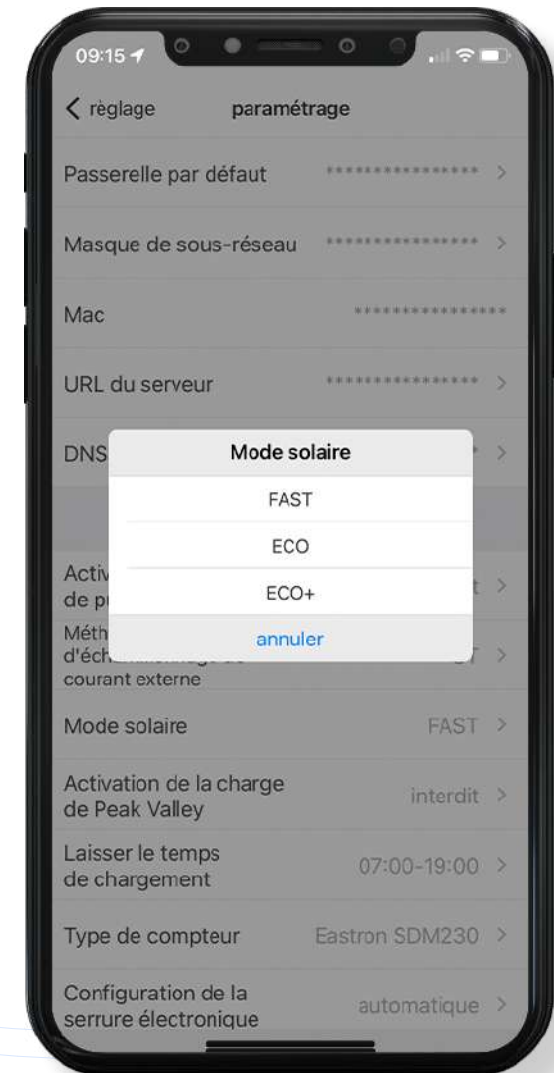 09:15
règlage paramétrage
Passerelle par défaut **************** >
Masque de sous-réseau **************** >
Mac ****************
URL du serveur **************** >
DNS * >
Mode solaire
FAST
ECO
ECO+
annuler
Activ
de p t >
Méth
d'éch
courant externe >
Mode solaire FAST >
Activation de la charge
de Peak Valley interdit >
Laisser le temps
de chargement 07:00-19:00 >
Type de compteur Eastron SDM230 >
Configuration de la
serrure électronique automatique >